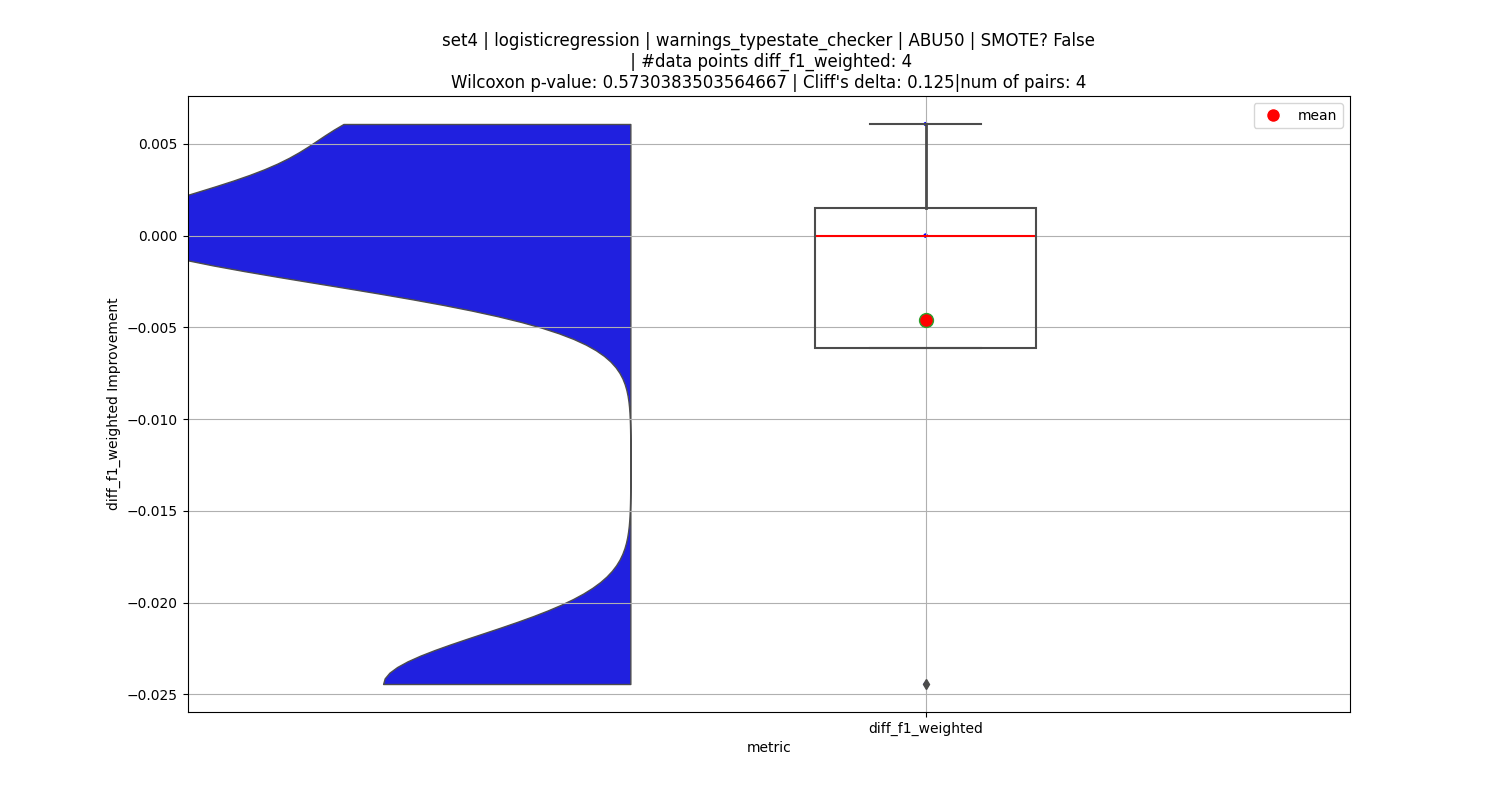 set4 | logisticregression | warnings_typestate_checker | ABU50 | SMOTE? False
| #data points diff_f1_weighted: 4
Wilcoxon p-value: 0.5730383503564667 | Cliff's delta: 0.125|num of pairs: 4
mean
0.005
0.000
−0.005
−0.010
−0.015
−0.020
−0.025
diff_f1_weighted Improvement
diff_f1_weighted
metric